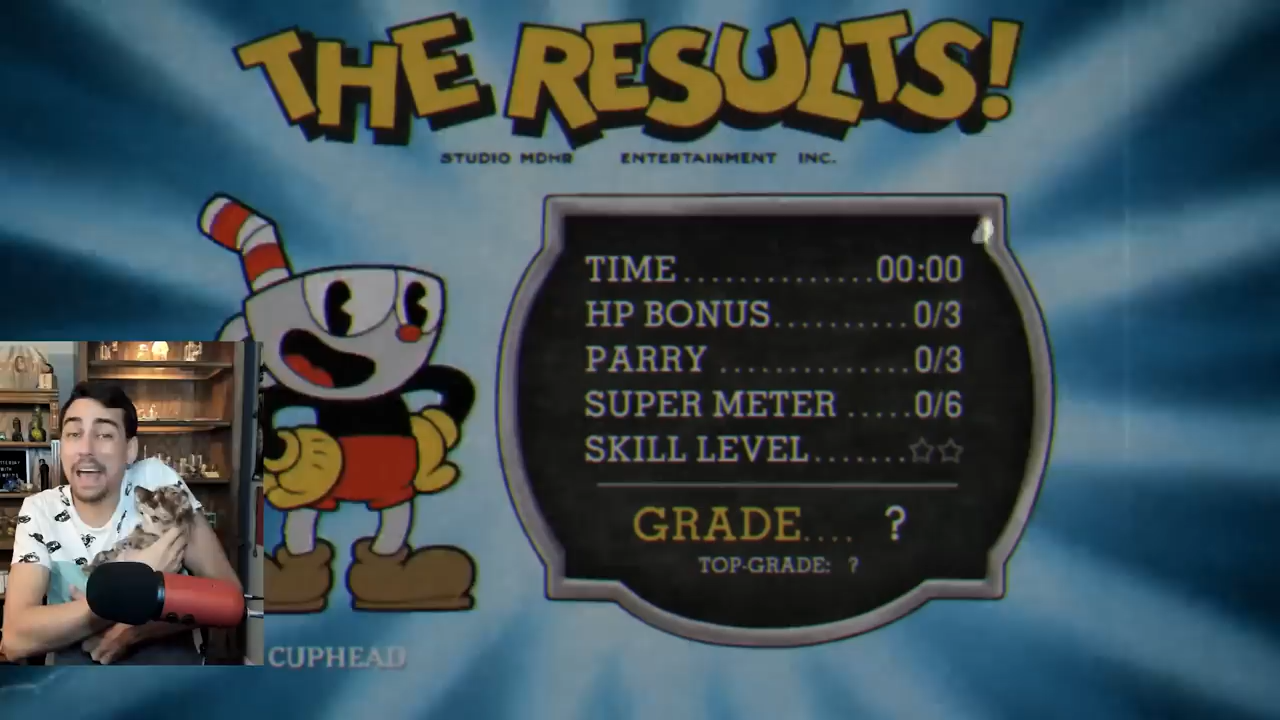 THE RESULTS!
STUDIO MDHR ENTERTAINMENT INC.
TIME..............00:00
HP BONUS..........0/3
PARRY..............0/3
SUPER METER.....0/6
SKILL LEVEL.......☆☆
GRADE.... ?
TOP-GRADE: ?
CUPHEAD